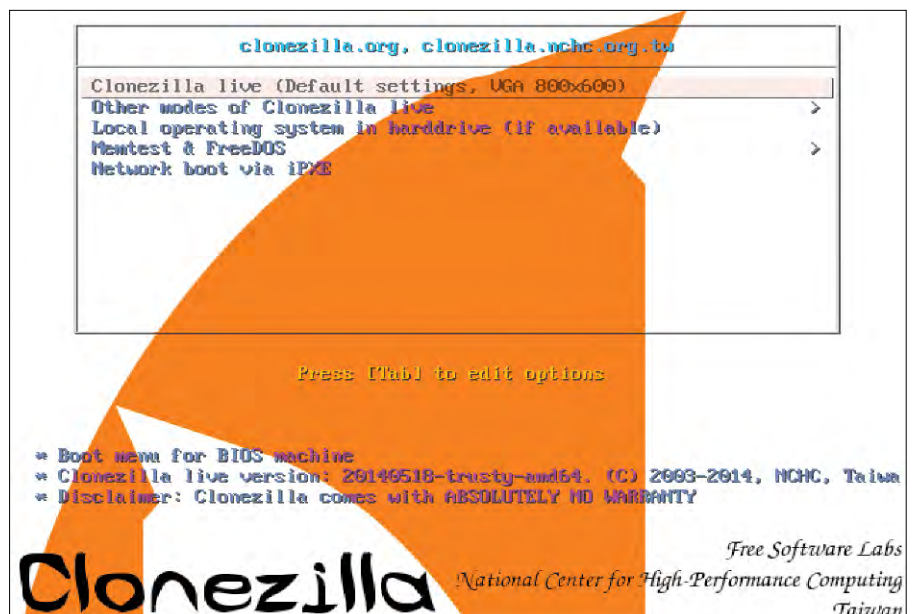 clonezilla.org, clonezilla.nchc.org.tw
Clonezilla live (Default settings, VGA 800x600)
Other modes of Clonezilla live >
Local operating system in harddrive (if available)
Memtest & FreeDOS >
Network boot via iPXE
Press [Tab] to edit options
* Boot menu for BIOS machine
* Clonezilla live version: 20140518-trusty-amd64. (C) 2003-2014, NCHC, Taiwa
* Disclaimer: Clonezilla comes with ABSOLUTELY NO WARRANTY
Free Software Labs
Clonezilla National Center for High-Performance Computing
Taiwan